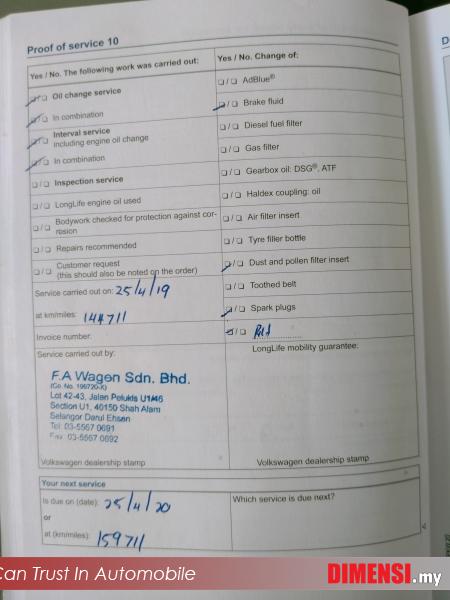 Proof of service 10
Yes / No. The following work was carried out:
☑/❑ Oil change service
☑/❑ In combination
☑/❑ Interval service
including engine oil change
☑/❑ In combination
❑/❑ Inspection service
❑/❑ LongLife engine oil used
❑/❑ Bodywork checked for protection against cor-
rosion
❑/❑ Repairs recommended
❑/❑ Customer request
(this should also be noted on the order)
Service carried out on: 25/4/19
at km/miles: 144711
Invoice number:
Service carried out by:
F.A Wagen Sdn. Bhd.
Lot 42-43, Jalan Pelukis U1/46
Section U1, 40150 Shah Alam
Selangor Darul Ehsan
Tel: 03-5567 0691
Fax: 03-5567 0692
Volkswagen dealership stamp
Yes / No. Change of:
❑/❑ AdBlue®
☑/❑ Brake fluid
❑/❑ Diesel fuel filter
❑/❑ Gas filter
❑/❑ Gearbox oil: DSG®, ATF
❑/❑ Haldex coupling: oil
❑/❑ Air filter insert
❑/❑ Tyre filler bottle
☑/❑ Dust and pollen filter insert
❑/❑ Toothed belt
☑/❑ Spark plugs
☑/❑
LongLife mobility guarantee:
Volkswagen dealership stamp
Your next service
Is due on (date): 25/4/20
or
at (km/miles): 159711
Which service is due next?
D
Can Trust In Automobile
DIMENSI.my